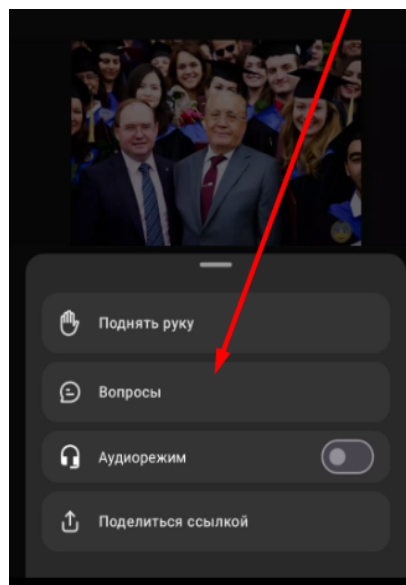 Поднять руку
Вопросы
Аудиорежим
Поделиться ссылкой